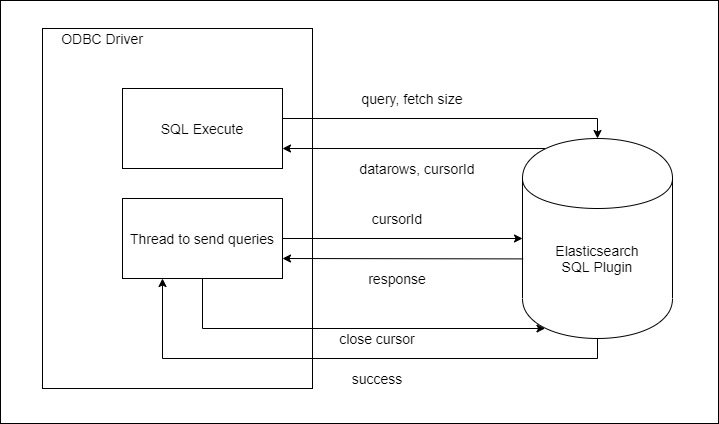 ODBC Driver
query, fetch size
SQL Execute
datarows, cursorId
cursorId
Thread to send queries
Elasticsearch
SQL Plugin
response
close cursor
success